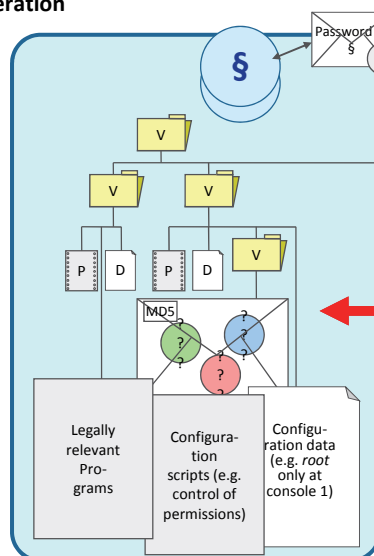 eration
Password
§
§
V
V
V
P
D
P
D
V
MD5
?
?
?
?
?
?
?
?
?
Legally
relevant
Pro-
grams
Configura-
tion
scripts (e.g.
control of
permissions)
Configu-
ration data
(e.g. root
only at
console 1)